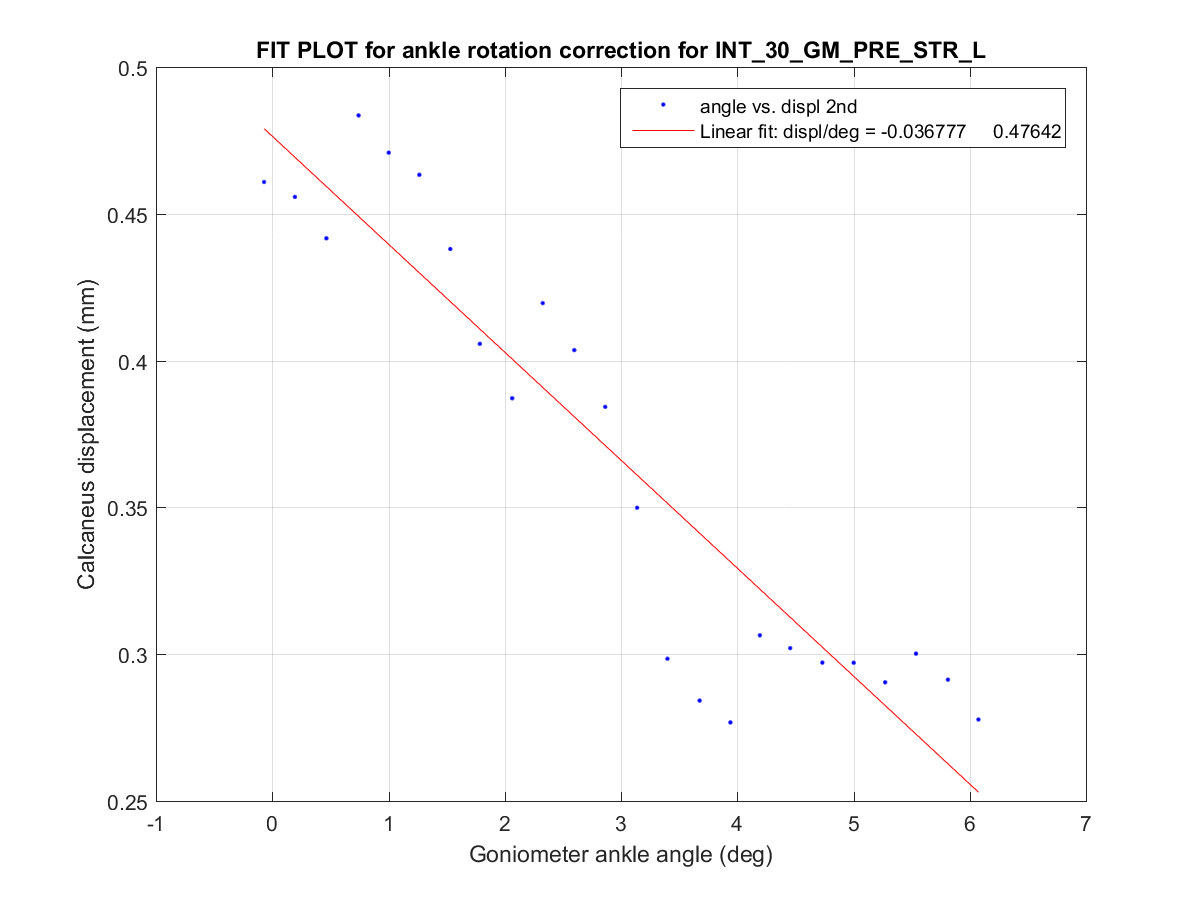 FIT PLOT for ankle rotation correction for INT_30_GM_PRE_STR_L
0.5
angle vs. displ 2nd
Linear fit: displ/deg = -0.036777 0.47642
0.45
0.4
0.35
0.3
0.25
Calcaneus displacement (mm)
-1 0 1 2 3 4 5 6 7
Goniometer ankle angle (deg)